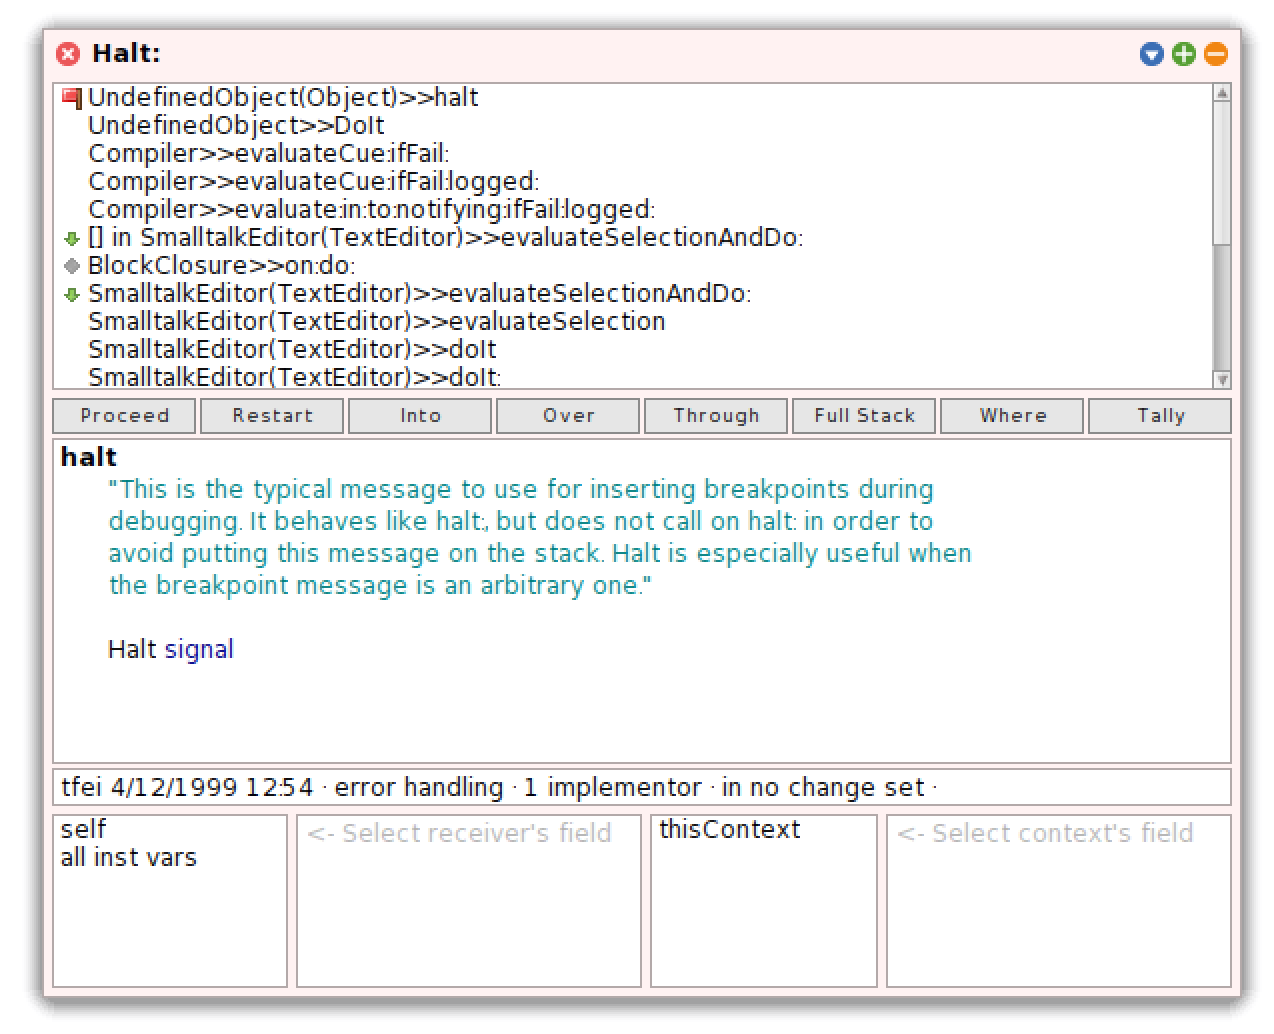 Halt:
UndefinedObject(Object)>>halt
UndefinedObject>>DoIt
Compiler>>evaluateCue:ifFail:
Compiler>>evaluateCue:ifFail:logged:
Compiler>>evaluate:in:to:notifying:ifFail:logged:
[] in SmalltalkEditor(TextEditor)>>evaluateSelectionAndDo:
BlockClosure>>on:do:
SmalltalkEditor(TextEditor)>>evaluateSelectionAndDo:
SmalltalkEditor(TextEditor)>>evaluateSelection
SmalltalkEditor(TextEditor)>>doIt
SmalltalkEditor(TextEditor)>>doIt:
Proceed Restart Into Over Through Full Stack Where Tally
halt
"This is the typical message to use for inserting breakpoints during
debugging. It behaves like halt:, but does not call on halt: in order to
avoid putting this message on the stack. Halt is especially useful when
the breakpoint message is an arbitrary one."
Halt signal
tfei 4/12/1999 12:54 · error handling · 1 implementor · in no change set ·
self
all inst vars
<- Select receiver's field
thisContext
<- Select context's field